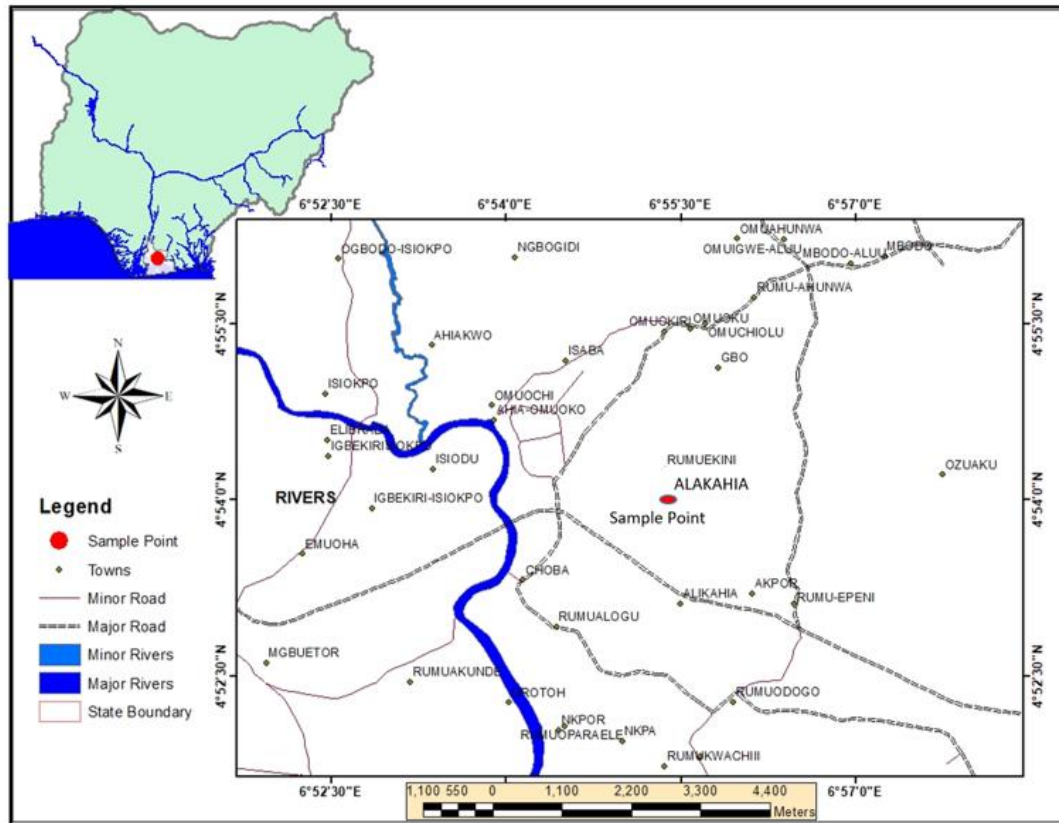 6°52'30"E 6°54'0"E 6°55'30"E 6°57'0"E
OMUAHUNWA
OGBODO-ISIOKPO
NGBOGIDI
OMUIGWE-ALUU
MBODO-ALUU
MBODO
RUMU-AHUNWA
4°55'30"N
4°55'30"N
OMUOKIRI
OMUOKU
OMUCHIOLU
AHIAKWO
ISABA
GBO
N
W
E
S
ISIOKPO
OMUOCHI
AHIA-OMUOKO
IGBEKIRI-ISIOKPO
ISIODU
RUMUEKINI
OZUAKU
ALAKAHIA
Sample Point
RIVERS
IGBEKIRI-ISIOKPO
4°54'0"N
4°54'0"N
EMUOHA
CHOBA
ALIKAHIA
AKPOR
RUMU-EPENI
RUMUALOGU
MGBUETOR
RUMUAKUNDE
4°52'30"N
4°52'30"N
RUMUODOGO
NKPOR
RUMUOPARAELE
NKPA
RUMUKWACHIII
Legend
Sample Point
Towns
Minor Road
Major Road
Minor Rivers
Major Rivers
State Boundary
6°52'30"E 6°54'0"E 6°55'30"E 6°57'0"E
1,100 550 0 1,100 2,200 3,300 4,400
Meters